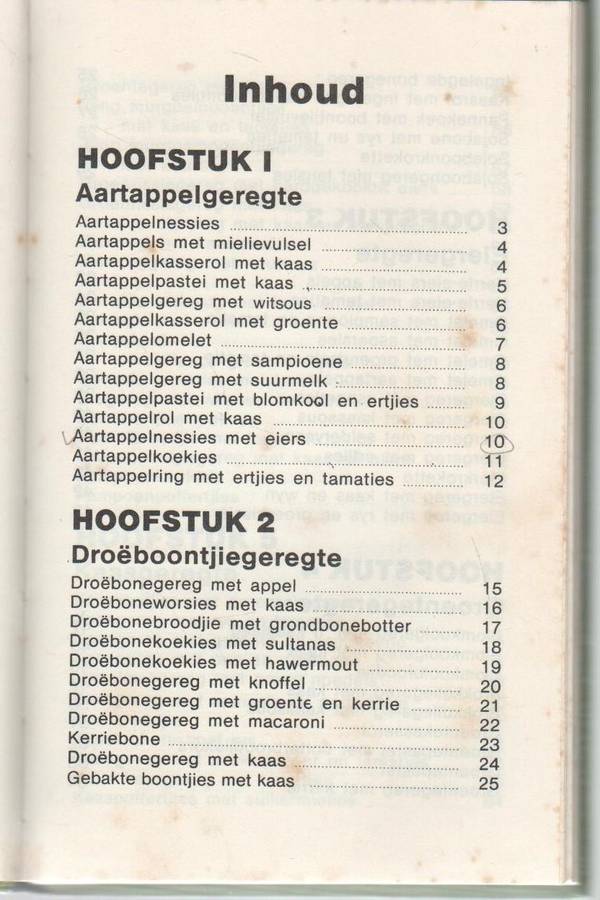 Inhoud
HOOFSTUK I
Aartappelgeregte
Aartappelnessies 3
Aartappels met mielievulsel 4
Aartappelkasserol met kaas 4
Aartappelpastei met kaas 5
Aartappelgereg met witsous 6
Aartappelkasserol met groente 6
Aartappelomelet 7
Aartappelgereg met sampioene 8
Aartappelgereg met suurmelk 8
Aartappelpastei met blomkool en ertjies 9
Aartappelrol met kaas 10
Aartappelnessies met eiers 10
Aartappelkoekies 11
Aartappelring met ertjies en tamaties 12
HOOFSTUK 2
Droëboontjiegeregte
Droëbonegereg met appel 15
Droëboneworsies met kaas 16
Droëbonebroodjie met grondbonebotter 17
Droëbonekoekies met sultanas 18
Droëbonekoekies met hawermout 19
Droëbonegereg met knoffel 20
Droëbonegereg met groente en kerrie 21
Droëbonegereg met macaroni 22
Kerriebone 23
Droëbonegereg met kaas 24
Gebakte boontjies met kaas 25